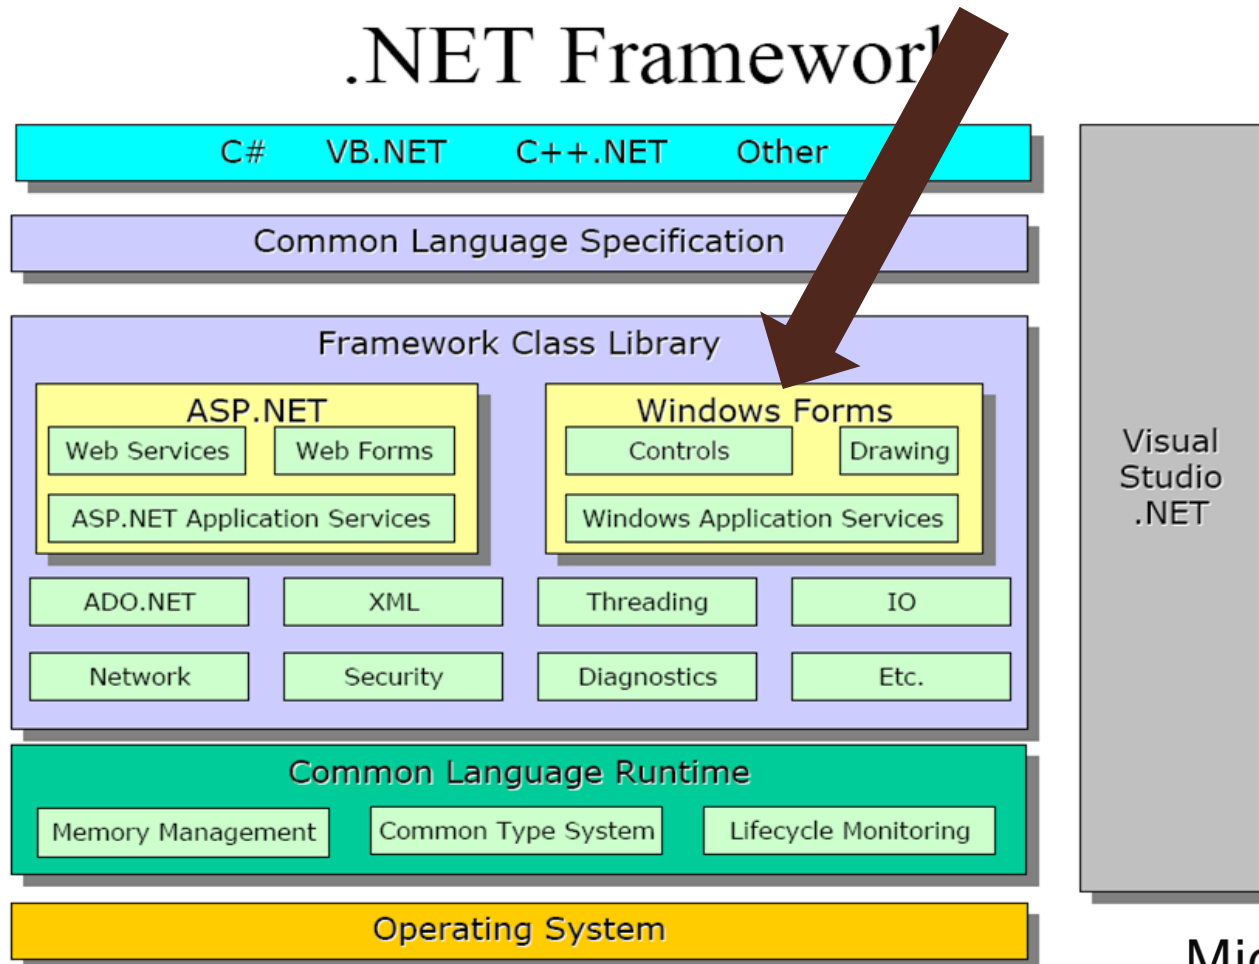 .NET Framework
C# VB.NET C++.NET Other
Common Language Specification
Framework Class Library
ASP.NET
Web Services Web Forms
ASP.NET Application Services
Windows Forms
Controls Drawing
Windows Application Services
ADO.NET XML Threading IO
Network Security Diagnostics Etc.
Common Language Runtime
Memory Management Common Type System Lifecycle Monitoring
Operating System
Visual
Studio
.NET